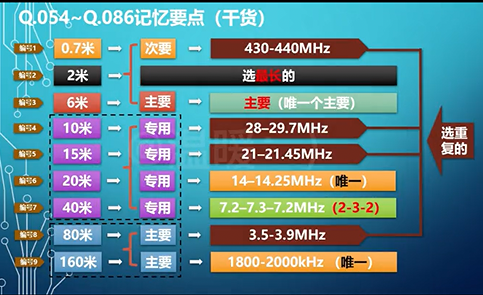 Q.054~Q.086记忆要点（干货）
编号1 0.7米 次要 430-440MHz
编号2 2米 选最长的
编号3 6米 主要 主要（唯一个主要）
编号4 10米 专用 28–29.7MHz
编号5 15米 专用 21–21.45MHz
编号6 20米 专用 14–14.25MHz（唯一）
编号7 40米 专用 7.2–7.3–7.2MHz (2-3-2)
编号8 80米 主要 3.5-3.9MHz
编号9 160米 主要 1800-2000kHz（唯一）
选重
复的